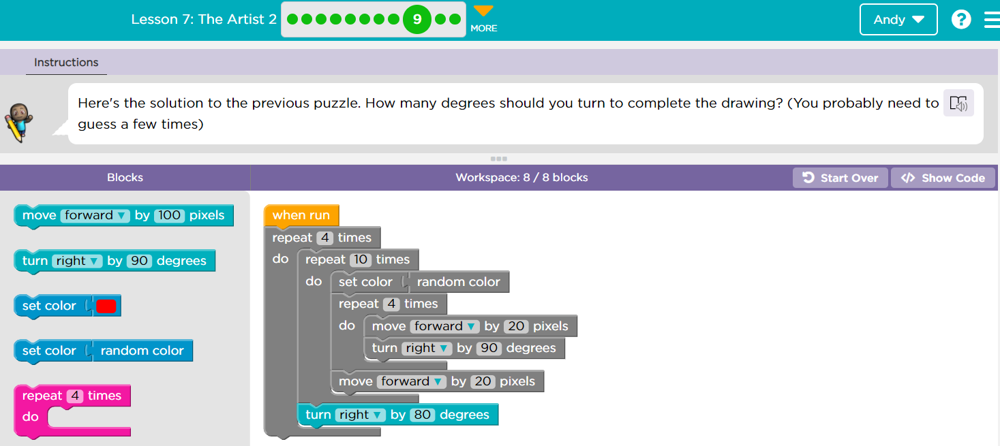 Lesson 7: The Artist 2
9
MORE
Andy
?
Instructions
Here's the solution to the previous puzzle. How many degrees should you turn to complete the drawing? (You probably need to
guess a few times)
Blocks
Workspace: 8 / 8 blocks
Start Over
</> Show Code
move forward ▼ by 100 pixels
turn right ▼ by 90 degrees
set color
set color random color
repeat 4 times
do
when run
repeat 4 times
do repeat 10 times
do set color random color
repeat 4 times
do move forward ▼ by 20 pixels
turn right ▼ by 90 degrees
move forward ▼ by 20 pixels
turn right ▼ by 80 degrees